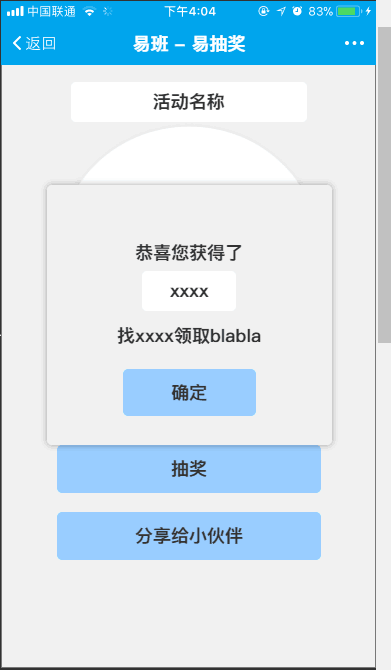 中国联通 下午4:04 83%
返回 易班 – 易抽奖
活动名称
恭喜您获得了
xxxx
找xxxx领取blabla
确定
抽奖
分享给小伙伴